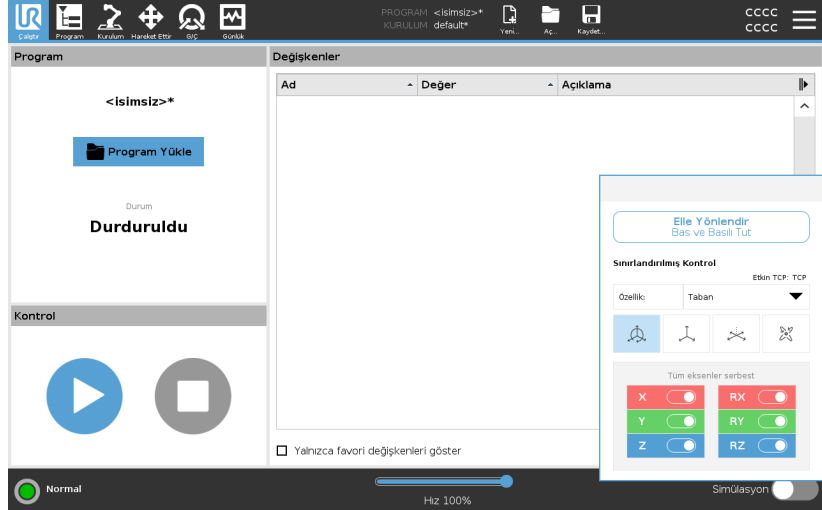 UR
Çalıştır
Program
Kurulum
Hareket Ettir
G/Ç
Günlük
PROGRAM <isimsiz>*
KURULUM default*
Yeni...
Aç...
Kaydet...
cccc
cccc
Program
<isimsiz>*
Program Yükle
Durum
Durduruldu
Kontrol
Değişkenler
Ad Değer Açıklama
Yalnızca favori değişkenleri göster
Elle Yönlendir
Bas ve Basılı Tut
Sınırlandırılmış Kontrol
Etkin TCP: TCP
Özellik: Taban
Tüm eksenler serbest
X RX
Y RY
Z RZ
Normal
Hız 100%
Simülasyon